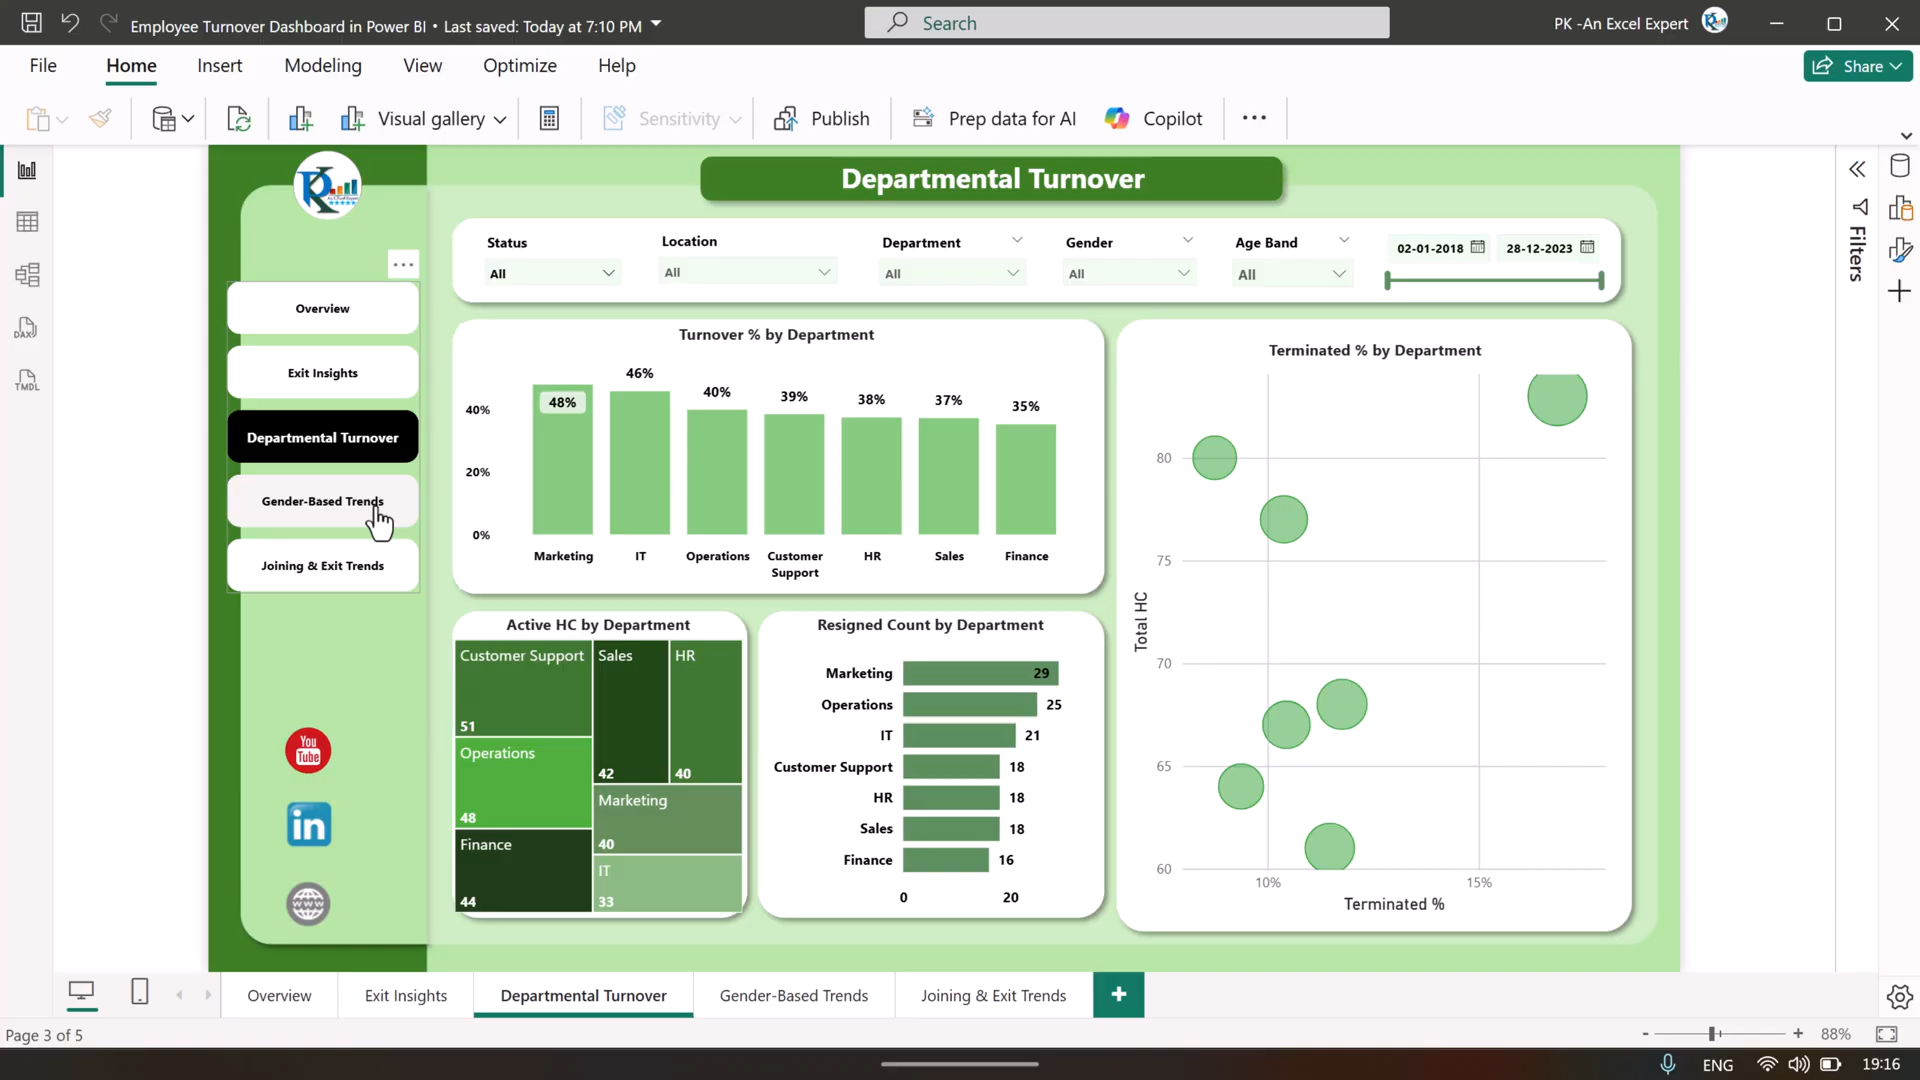 Employee Turnover Dashboard in Power BI • Last saved: Today at 7:10 PM
Search
PK -An Excel Expert
File
Home
Insert
Modeling
View
Optimize
Help
Share
Visual gallery
Sensitivity
Publish
Prep data for AI
Copilot
Departmental Turnover
Status
Location
Department
Gender
Age Band
All
All
All
All
All
02-01-2018
28-12-2023
Filters
DAX
TMDL
Overview
Exit Insights
Departmental Turnover
Gender-Based Trends
Joining & Exit Trends
You
Tube
in
www
Turnover % by Department
40%
20%
0%
48%
46%
40%
39%
38%
37%
35%
Marketing
IT
Operations
Customer
Support
HR
Sales
Finance
Terminated % by Department
Total HC
80
75
70
65
60
10%
15%
Terminated %
Active HC by Department
Customer Support
51
Operations
48
Finance
44
Sales
42
HR
40
Marketing
40
IT
33
Resigned Count by Department
Marketing 29
Operations 25
IT 21
Customer Support 18
HR 18
Sales 18
Finance 16
0
20
Overview
Exit Insights
Departmental Turnover
Gender-Based Trends
Joining & Exit Trends
Page 3 of 5
- + 88%
ENG
19:16